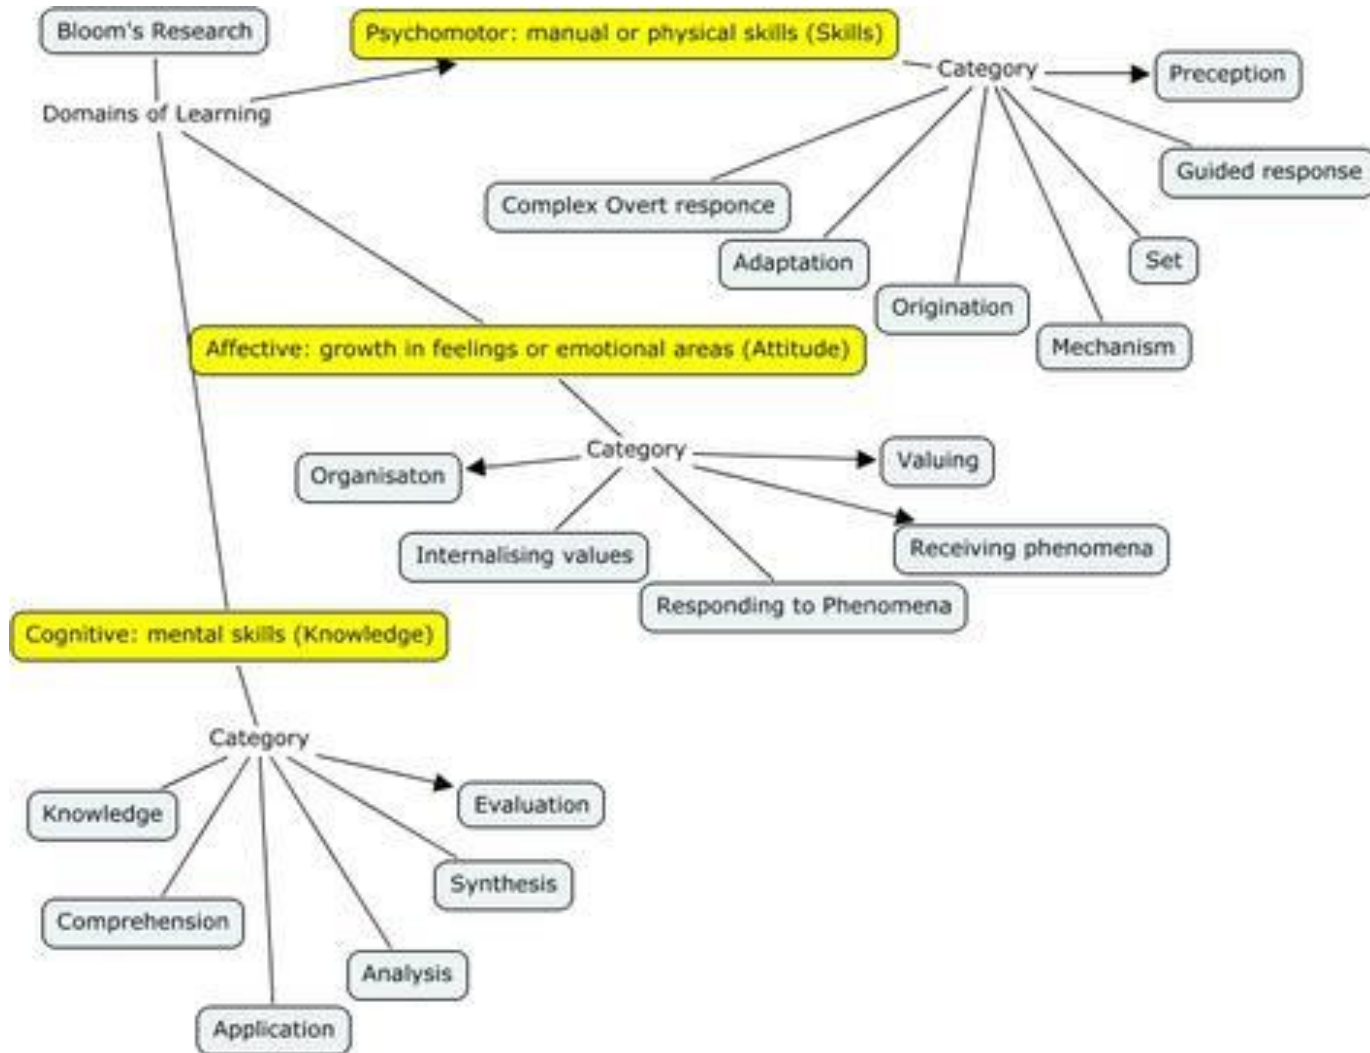 Bloom's Research
Psychomotor: manual or physical skills (Skills)
Category
Preception
Domains of Learning
Guided response
Complex Overt responce
Adaptation
Set
Origination
Mechanism
Affective: growth in feelings or emotional areas (Attitude)
Category
Valuing
Organisaton
Internalising values
Receiving phenomena
Responding to Phenomena
Cognitive: mental skills (Knowledge)
Category
Knowledge
Evaluation
Synthesis
Comprehension
Analysis
Application